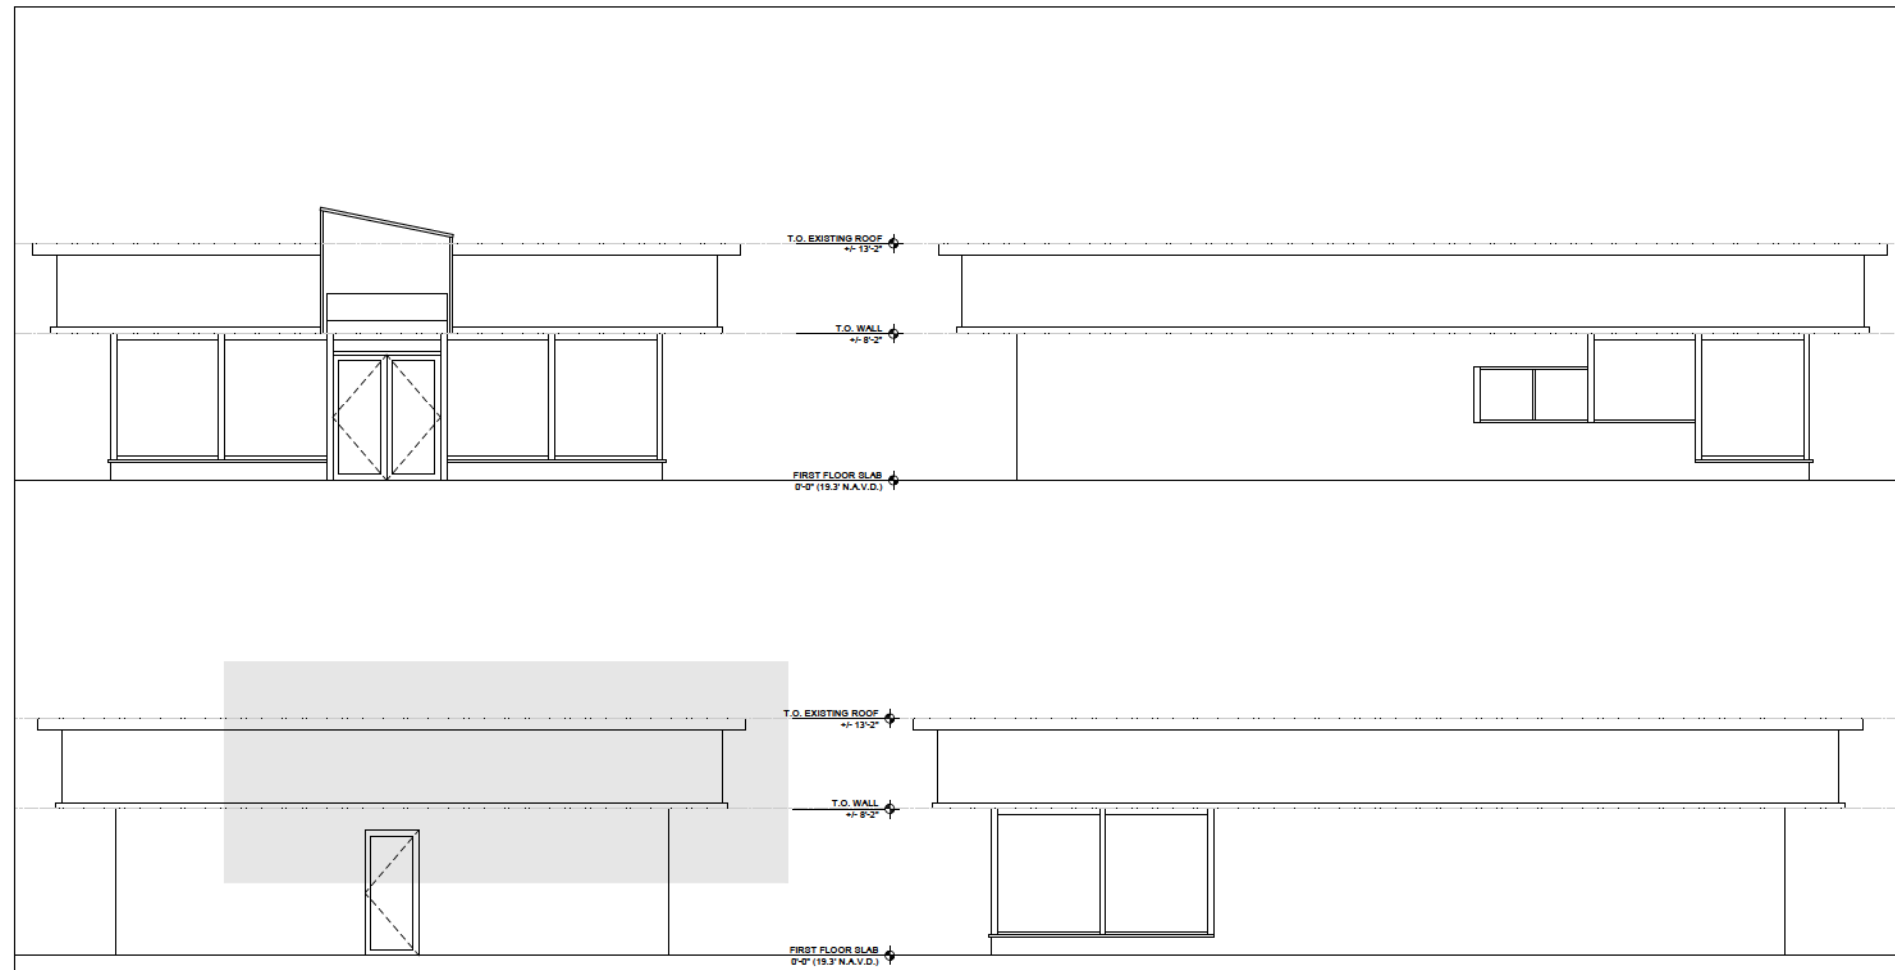 T.O. EXISTING ROOF
+/- 13'-2"
T.O. WALL
+/- 8'-2"
FIRST FLOOR SLAB
0'-0" (19.3' N.A.V.D.)
T.O. EXISTING ROOF
+/- 13'-2"
T.O. WALL
+/- 8'-2"
FIRST FLOOR SLAB
0'-0" (19.3' N.A.V.D.)